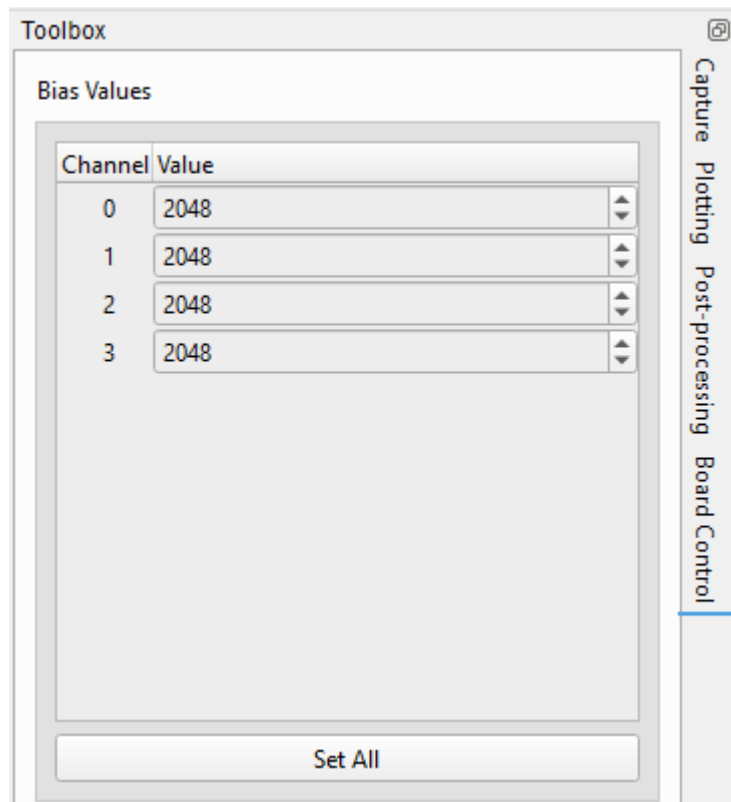 Toolbox
Bias Values
Channel Value
0 2048
1 2048
2 2048
3 2048
Set All
Capture
Plotting
Post-processing
Board Control